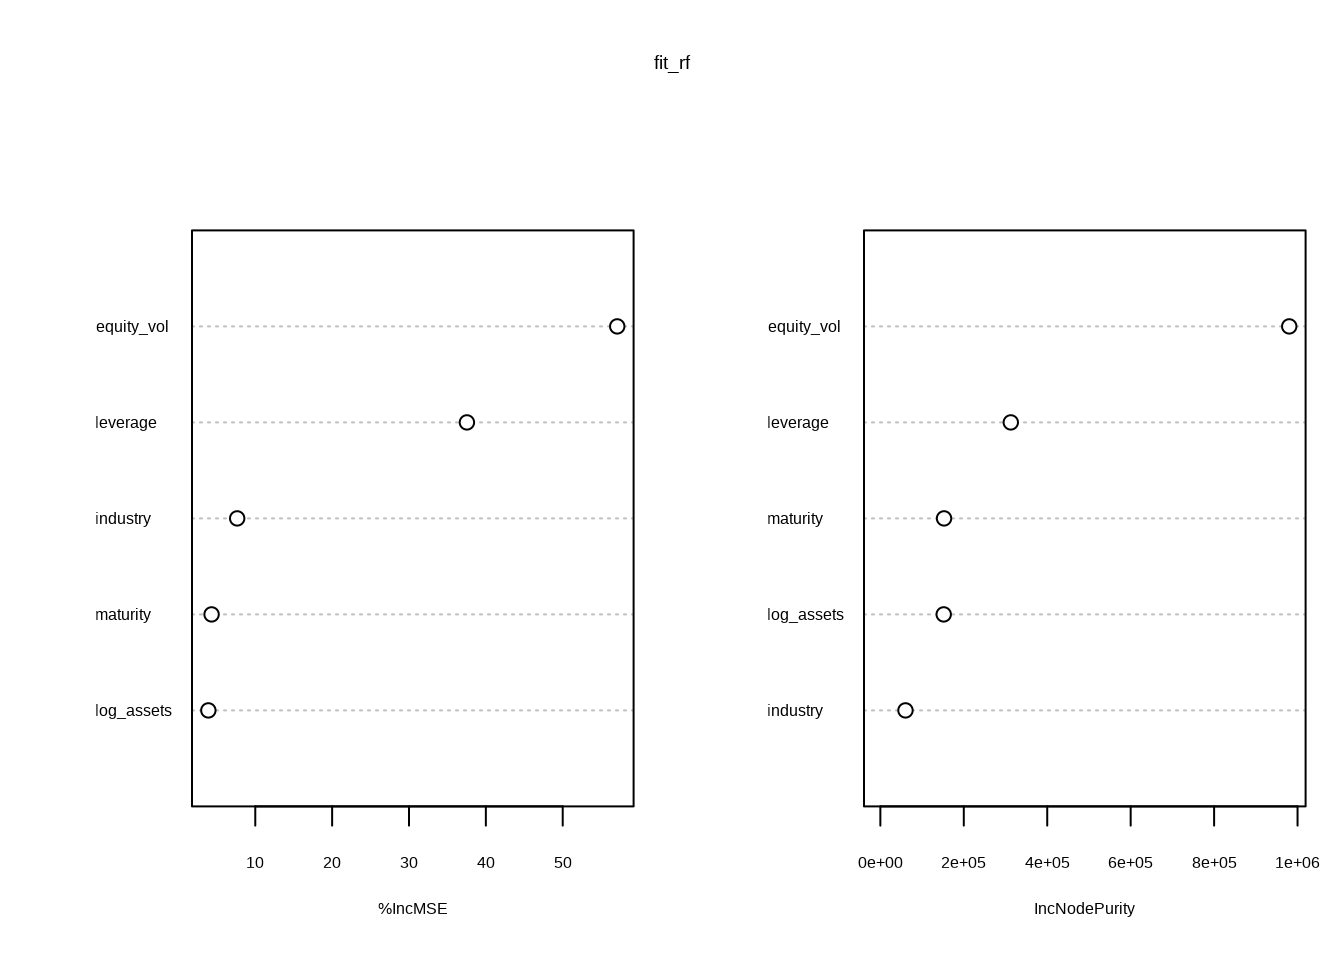 fit_rf
equity_vol
leverage
industry
maturity
log_assets
10 20 30 40 50
%IncMSE
equity_vol
leverage
maturity
log_assets
industry
0e+00 2e+05 4e+05 6e+05 8e+05 1e+06
IncNodePurity